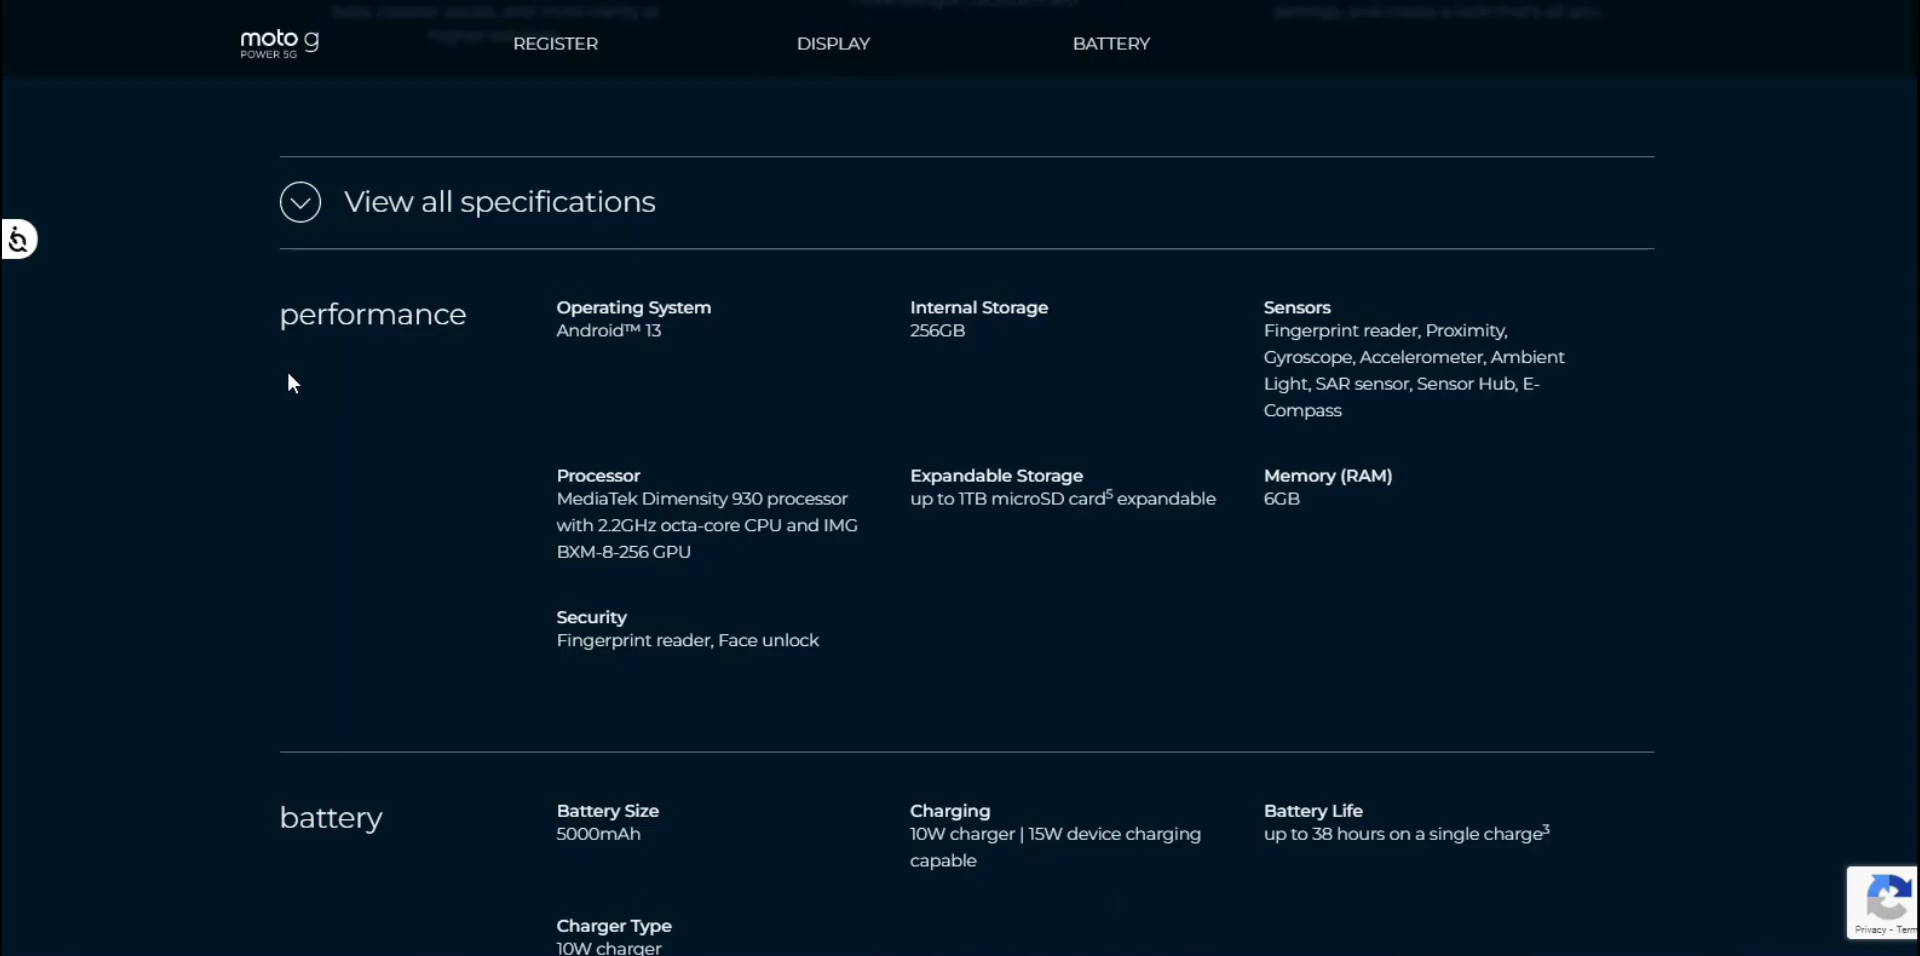 moto g
POWER 5G
REGISTER
DISPLAY
BATTERY
View all specifications
performance
Operating System
Android™ 13
Internal Storage
256GB
Sensors
Fingerprint reader, Proximity,
Gyroscope, Accelerometer, Ambient
Light, SAR sensor, Sensor Hub, E-
Compass
Processor
MediaTek Dimensity 930 processor
with 2.2GHz octa-core CPU and IMG
BXM-8-256 GPU
Expandable Storage
up to 1TB microSD card⁵ expandable
Memory (RAM)
6GB
Security
Fingerprint reader, Face unlock
battery
Battery Size
5000mAh
Charging
10W charger | 15W device charging
capable
Battery Life
up to 38 hours on a single charge³
Charger Type
10W charger
Privacy - Term